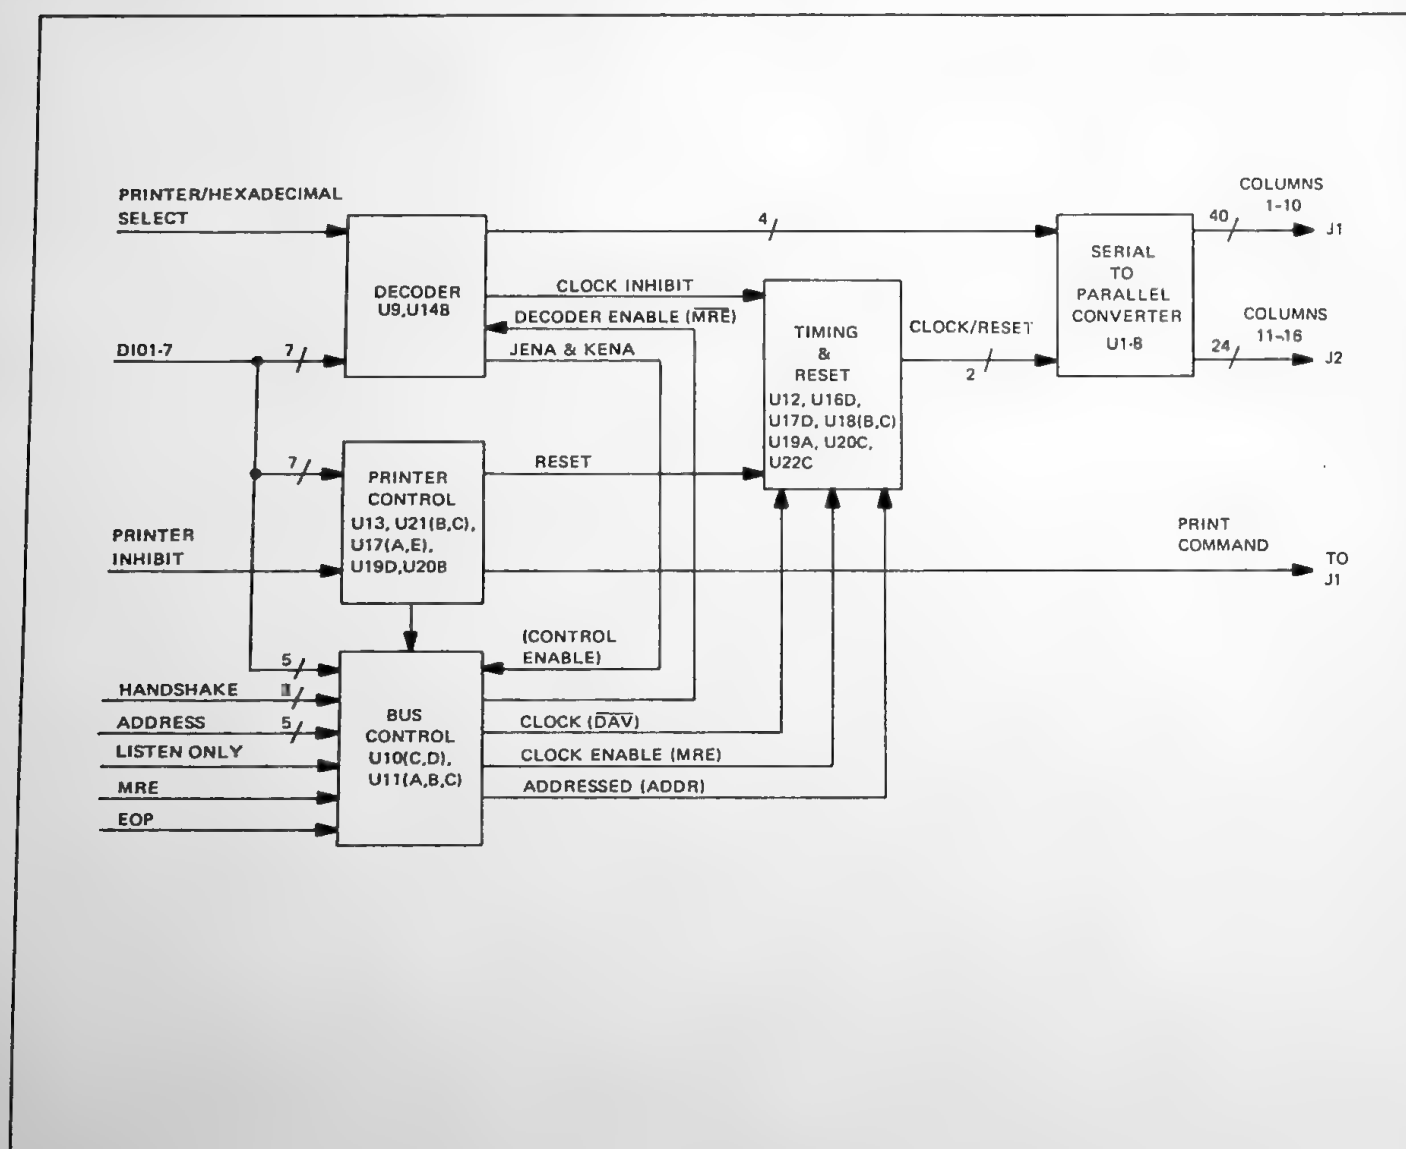 PRINTER/HEXADECIMAL
SELECT
DECODER
U9,U14B
4
SERIAL
TO
PARALLEL
CONVERTER
U1-8
COLUMNS
1-10
40
J1
COLUMNS
11-16
24
J2
CLOCK INHIBIT
DECODER ENABLE (M̅R̅E̅)
JENA & KENA
TIMING
&
RESET
U12, U16D,
U17D, U18(B,C)
U19A, U20C,
U22C
CLOCK/RESET
2
DI01-7
7
7
PRINTER
CONTROL
U13, U21(B,C),
U17(A,E),
U19D,U20B
RESET
PRINTER
INHIBIT
PRINT
COMMAND
TO
J1
(CONTROL
ENABLE)
5
HANDSHAKE
ADDRESS
5
LISTEN ONLY
MRE
EOP
BUS
CONTROL
U10(C,D),
U11(A,B,C)
CLOCK (D̅A̅V̅)
CLOCK ENABLE (MRE)
ADDRESSED (ADDR)